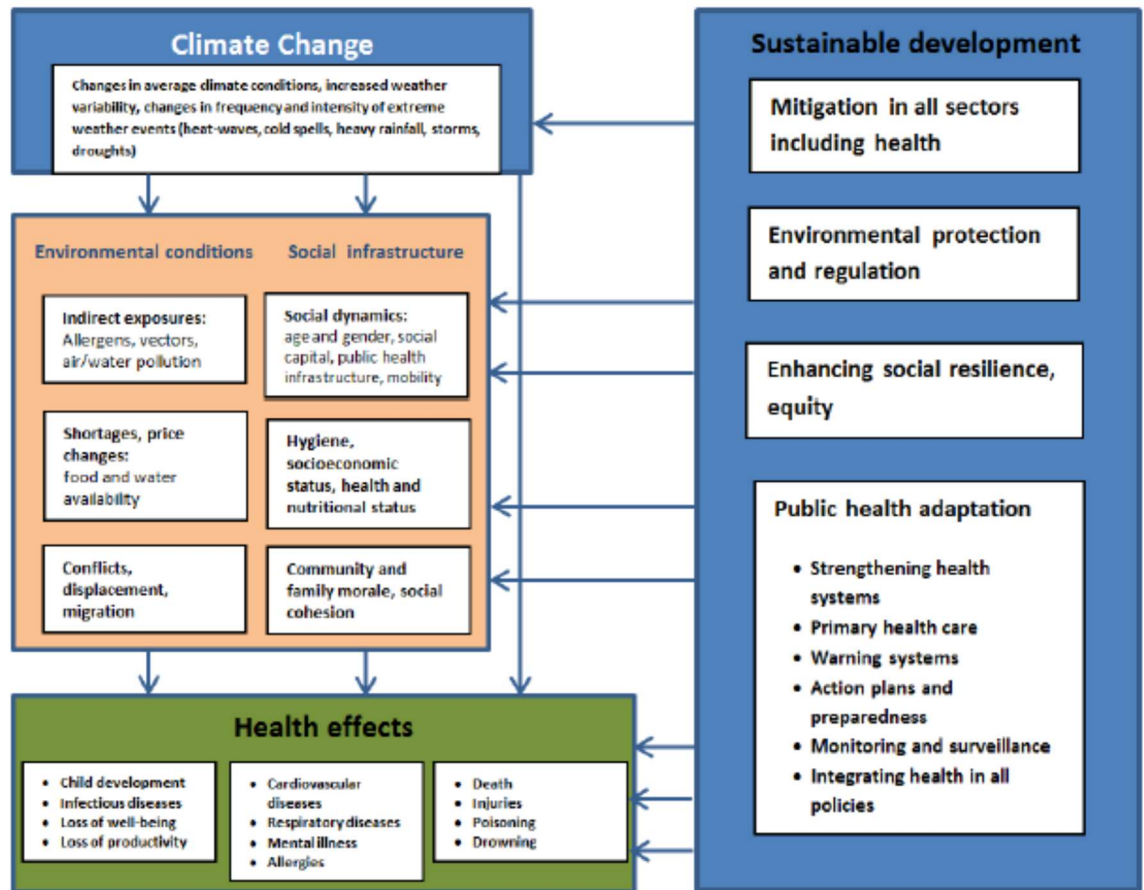 Climate Change
Changes in average climate conditions, increased weather
variability, changes in frequency and intensity of extreme
weather events (heat-waves, cold spells, heavy rainfall, storms,
droughts)
Environmental conditions
Indirect exposures:
Allergens, vectors,
air/water pollution
Shortages, price
changes:
food and water
availability
Conflicts,
displacement,
migration
Social infrastructure
Social dynamics:
age and gender, social
capital, public health
infrastructure, mobility
Hygiene,
socioeconomic
status, health and
nutritional status
Community and
family morale, social
cohesion
Health effects
• Child development
• Infectious diseases
• Loss of well-being
• Loss of productivity
• Cardiovascular
diseases
• Respiratory diseases
• Mental illness
• Allergies
• Death
• Injuries
• Poisoning
• Drowning
Sustainable development
Mitigation in all sectors
including health
Environmental protection
and regulation
Enhancing social resilience,
equity
Public health adaptation
• Strengthening health
systems
• Primary health care
• Warning systems
• Action plans and
preparedness
• Monitoring and surveillance
• Integrating health in all
policies